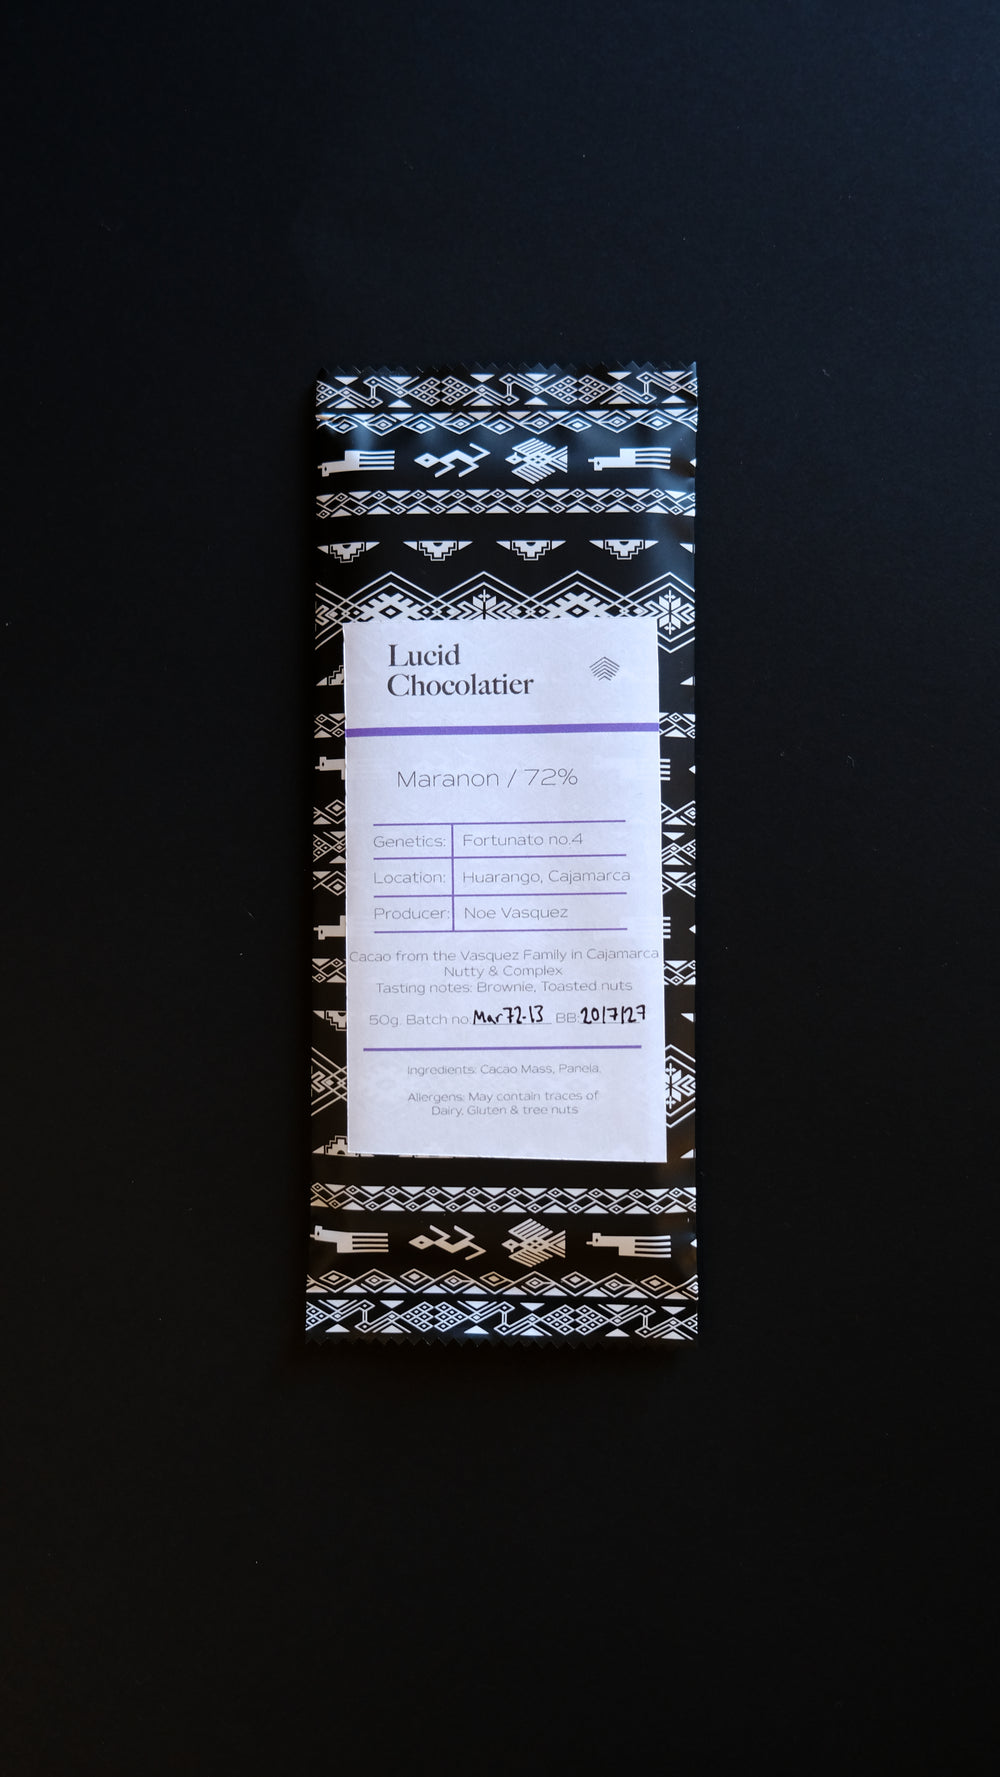 Lucid
Chocolatier
Maranon / 72%
Genetics: Fortunato no.4
Location: Huarango, Cajamarca
Producer: Noe Vasquez
Cacao from the Vasquez Family in Cajamarca
Nutty & Complex
Tasting notes: Brownie, Toasted nuts
50g. Batch no: Mar72-13 BB: 20/7/27
Ingredients: Cacao Mass, Panela.
Allergens: May contain traces of
Dairy, Gluten & tree nuts